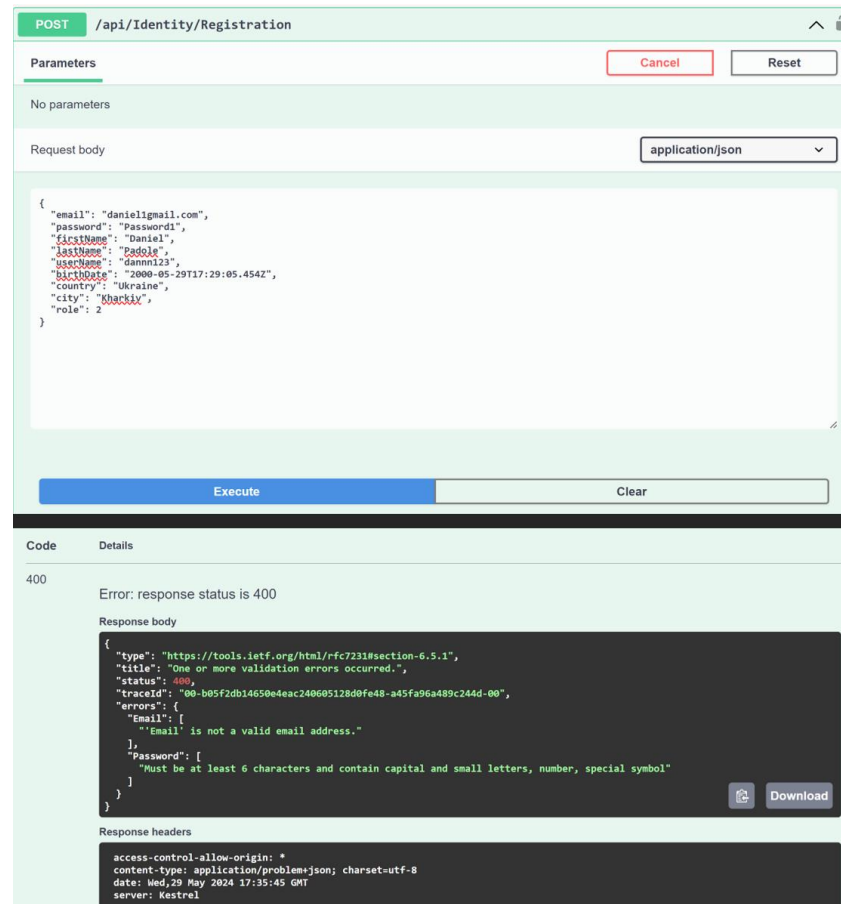 POST /api/Identity/Registration
Parameters
Cancel
Reset
No parameters
Request body
application/json
{
"email": "daniel1gmail.com",
"password": "Password1",
"firstName": "Daniel",
"lastName": "Padole",
"userName": "dannn123",
"birthDate": "2000-05-29T17:29:05.454Z",
"country": "Ukraine",
"city": "Kharkiv",
"role": 2
}
Execute
Clear
Code Details
400
Error: response status is 400
Response body
{
"type": "https://tools.ietf.org/html/rfc7231#section-6.5.1",
"title": "One or more validation errors occurred.",
"status": 400,
"traceId": "00-b05f2db14650e4eac240605128d0fe48-a45fa96a489c244d-00",
"errors": {
"Email": [
"'Email' is not a valid email address."
],
"Password": [
"Must be at least 6 characters and contain capital and small letters, number, special symbol"
]
}
}
Download
Response headers
access-control-allow-origin: *
content-type: application/problem+json; charset=utf-8
date: Wed,29 May 2024 17:35:45 GMT
server: Kestrel